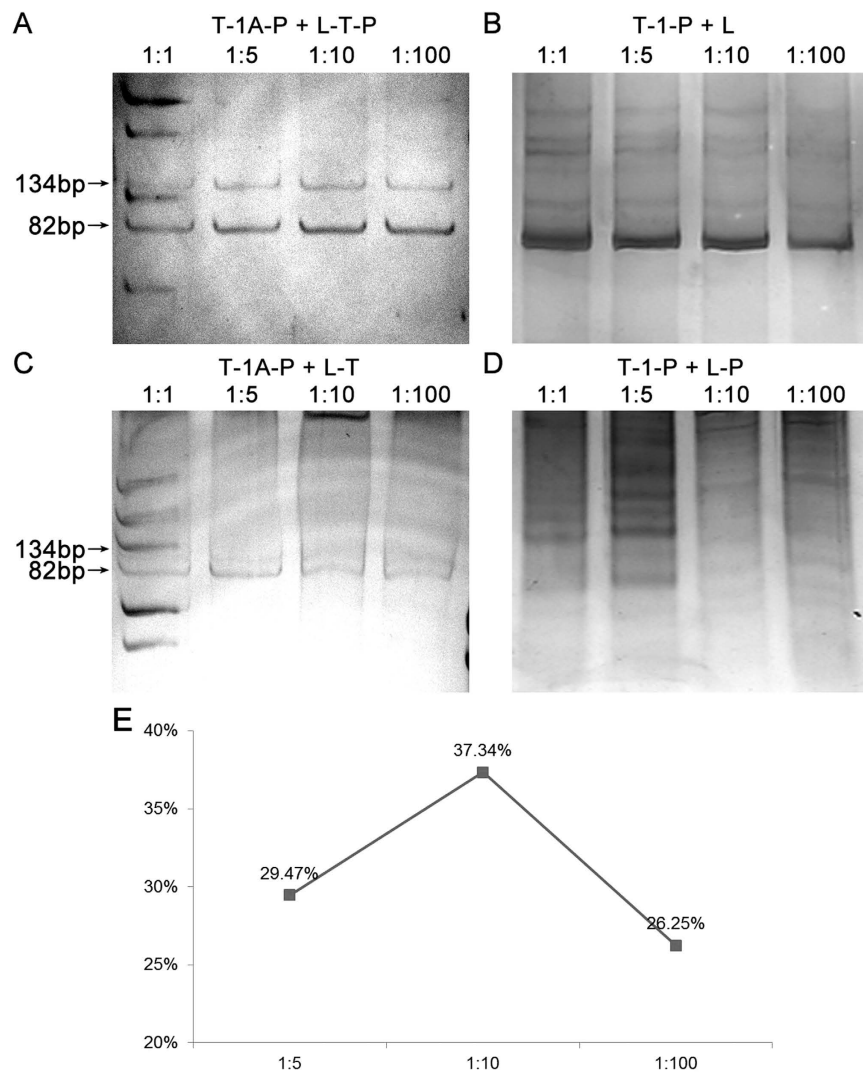 A T-1A-P + L-T-P
1:1 1:5 1:10 1:100
134bp→
82bp→
B T-1-P + L
1:1 1:5 1:10 1:100
C T-1A-P + L-T
1:1 1:5 1:10 1:100
134bp→
82bp→
D T-1-P + L-P
1:1 1:5 1:10 1:100
E
40%
35%
30%
25%
20%
29.47%
37.34%
26.25%
1:5 1:10 1:100